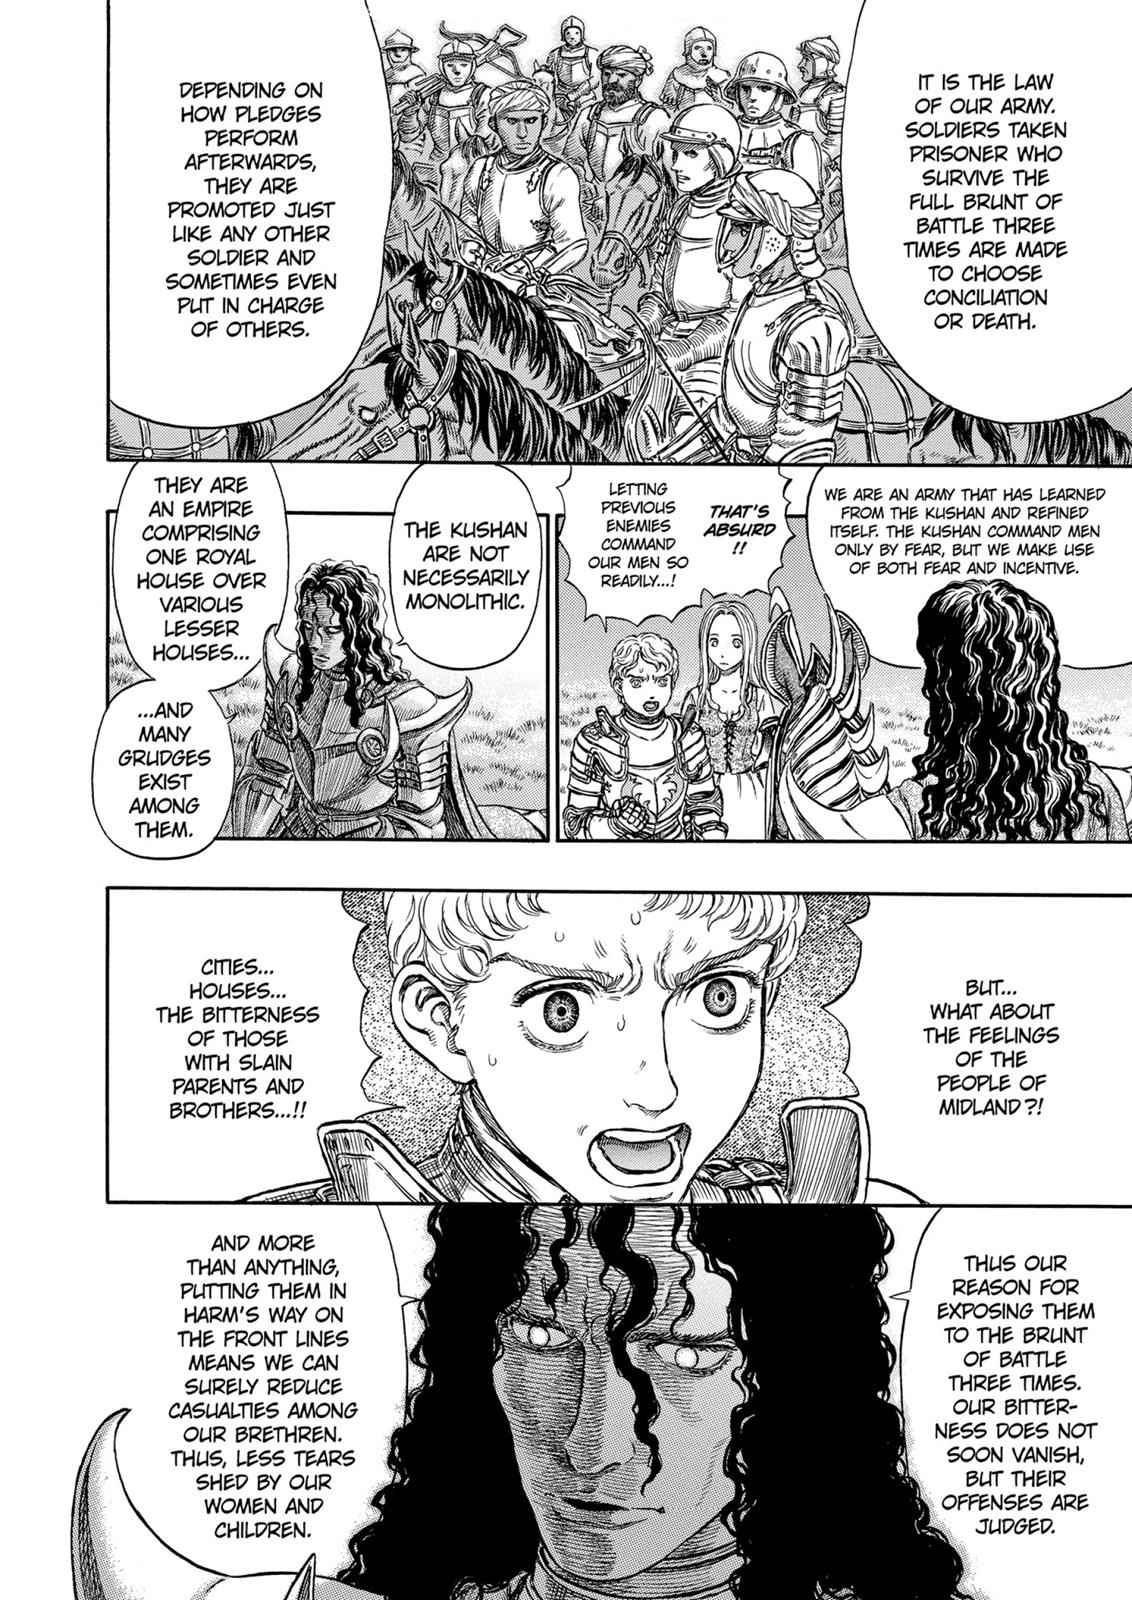 IT IS THE LAW
OF OUR ARMY.
SOLDIERS TAKEN
PRISONER WHO
SURVIVE THE
FULL BRUNT OF
BATTLE THREE
TIMES ARE MADE
TO CHOOSE
CONCILIATION
OR DEATH.
DEPENDING ON
HOW PLEDGES
PERFORM
AFTERWARDS,
THEY ARE
PROMOTED JUST
LIKE ANY OTHER
SOLDIER AND
SOMETIMES EVEN
PUT IN CHARGE
OF OTHERS.
WE ARE AN ARMY THAT HAS LEARNED
FROM THE KUSHAN AND REFINED
ITSELF. THE KUSHAN COMMAND MEN
ONLY BY FEAR, BUT WE MAKE USE
OF BOTH FEAR AND INCENTIVE.
THAT'S
ABSURD
!!
LETTING
PREVIOUS
ENEMIES
COMMAND
OUR MEN SO
READILY...!
THE KUSHAN
ARE NOT
NECESSARILY
MONOLITHIC.
THEY ARE
AN EMPIRE
COMPRISING
ONE ROYAL
HOUSE OVER
VARIOUS
LESSER
HOUSES...
...AND
MANY
GRUDGES
EXIST
AMONG
THEM.
BUT...
WHAT ABOUT
THE FEELINGS
OF THE
PEOPLE OF
MIDLAND?!
CITIES...
HOUSES...
THE BITTERNESS
OF THOSE
WITH SLAIN
PARENTS AND
BROTHERS...!!
THUS OUR
REASON FOR
EXPOSING THEM
TO THE BRUNT
OF BATTLE
THREE TIMES.
OUR BITTER-
NESS DOES NOT
SOON VANISH,
BUT THEIR
OFFENSES ARE
JUDGED.
AND MORE
THAN ANYTHING,
PUTTING THEM IN
HARM'S WAY ON
THE FRONT LINES
MEANS WE CAN
SURELY REDUCE
CASUALTIES AMONG
OUR BRETHREN.
THUS, LESS TEARS
SHED BY OUR
WOMEN AND
CHILDREN.